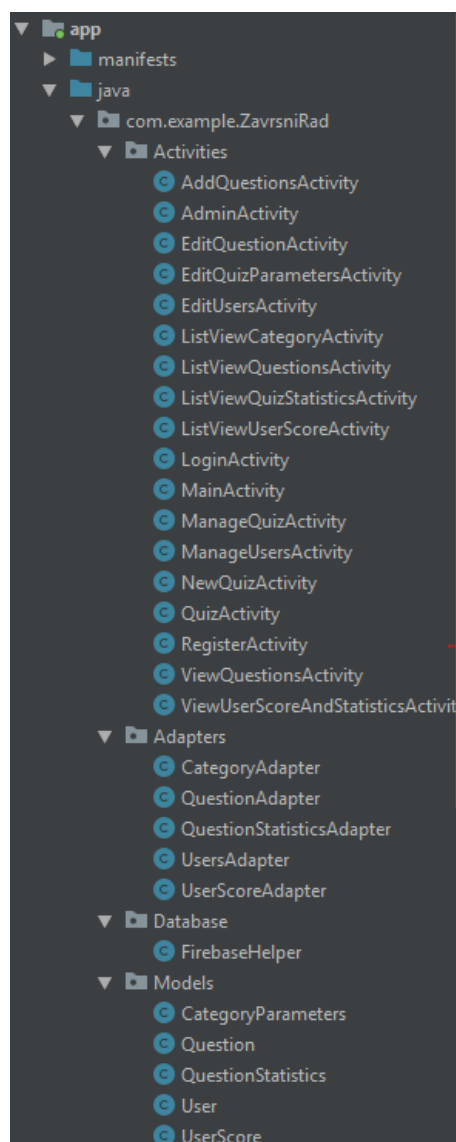 app
manifests
java
com.example.ZavrsniRad
Activities
AddQuestionsActivity
AdminActivity
EditQuestionActivity
EditQuizParametersActivity
EditUsersActivity
ListViewCategoryActivity
ListViewQuestionsActivity
ListViewQuizStatisticsActivity
ListViewUserScoreActivity
LoginActivity
MainActivity
ManageQuizActivity
ManageUsersActivity
NewQuizActivity
QuizActivity
RegisterActivity
ViewQuestionsActivity
ViewUserScoreAndStatisticsActivit
Adapters
CategoryAdapter
QuestionAdapter
QuestionStatisticsAdapter
UsersAdapter
UserScoreAdapter
Database
FirebaseHelper
Models
CategoryParameters
Question
QuestionStatistics
User
UserScore